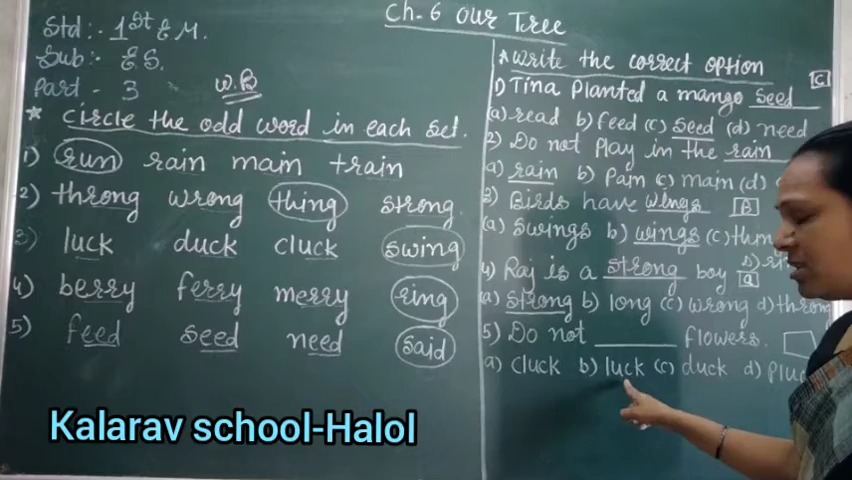 Ch. 6 Our Tree
Std :- 1st E.M.
Sub :- E.S.
Part - 3
W.B
* Circle the odd word in each set.
1) run rain main train
2) throng wrong thing strong
3) luck duck cluck swing
4) berry ferry merry ring
5) feed seed need said
* Write the correct option
1) Tina Planted a mango seed C
(a) read b) feed (c) seed (d) need
2) Do not Play in the rain
a) rain b) Pain (c) main (d)
3) Birds have wings B
(a) swings b) wings (c)
4) Raj is a strong boy a
(a) strong b) long (c) wrong d) throng
5) Do not ______ flowers.
a) cluck b) luck (c) duck d)
Kalarav school-Halol